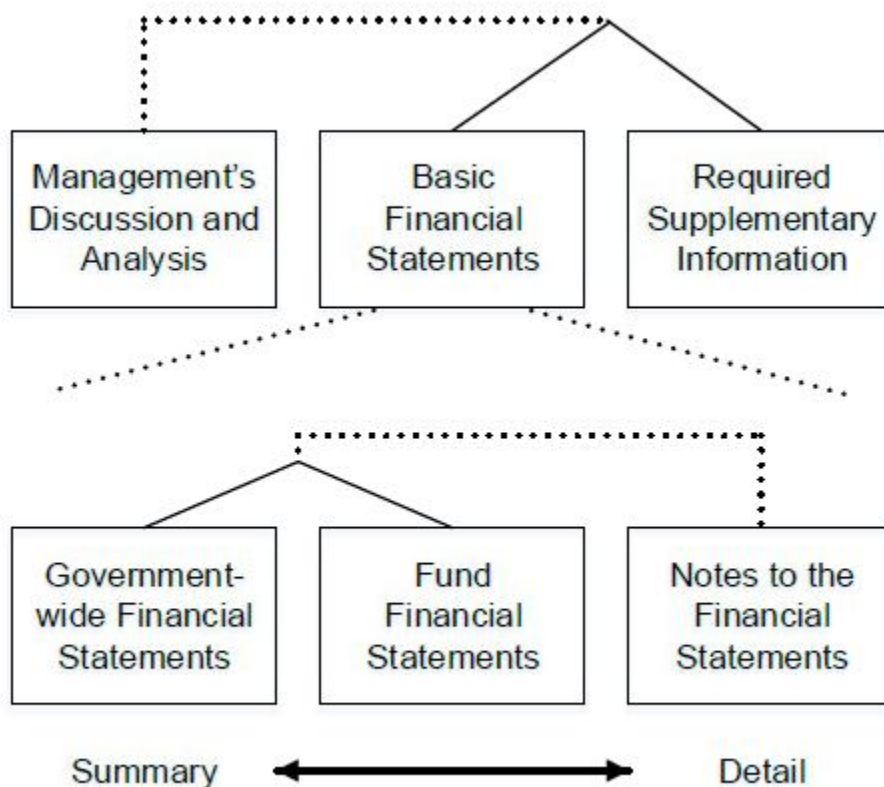 Management's
Discussion and
Analysis
Basic
Financial
Statements
Required
Supplementary
Information
Government-
wide Financial
Statements
Fund
Financial
Statements
Notes to the
Financial
Statements
Summary
Detail